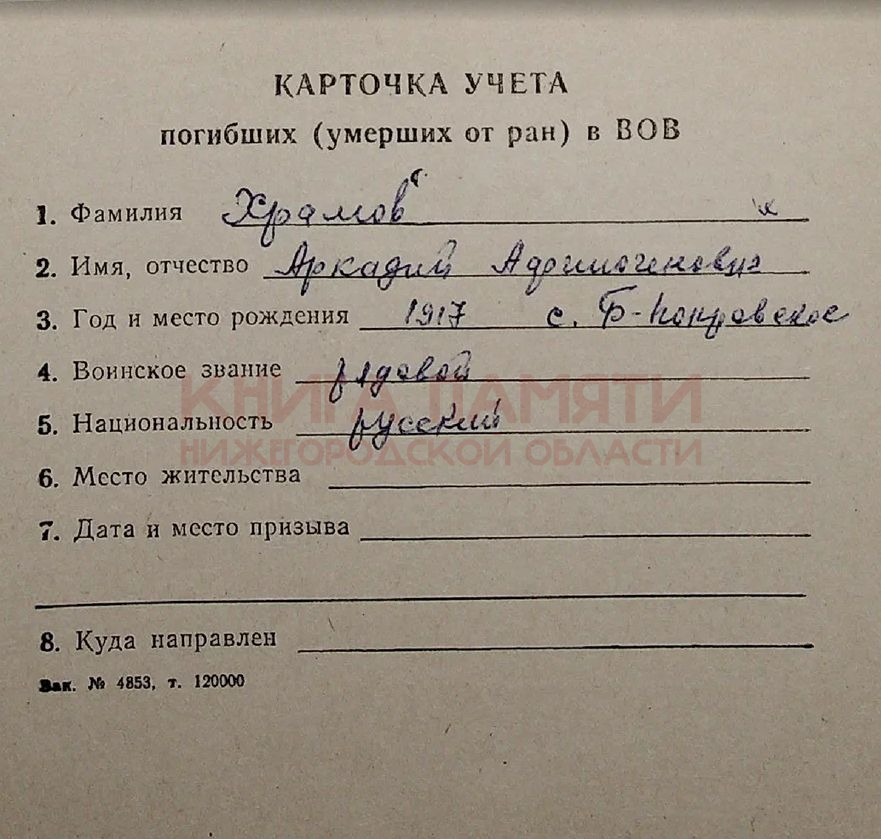 КАРТОЧКА УЧЕТА
погибших (умерших от ран) в ВОВ
1. Фамилия Храмов
2. Имя, отчество Аркадий
3. Год и место рождения 1917 с. Б-Покровское
4. Воинское звание рядовой
КНИГА ПАМЯТИ
5. Национальность русский
НИЖЕГОРОДСКОЙ ОБЛАСТИ
6. Место жительства
7. Дата и место призыва
8. Куда направлен
Зак. № 4853, т. 120000